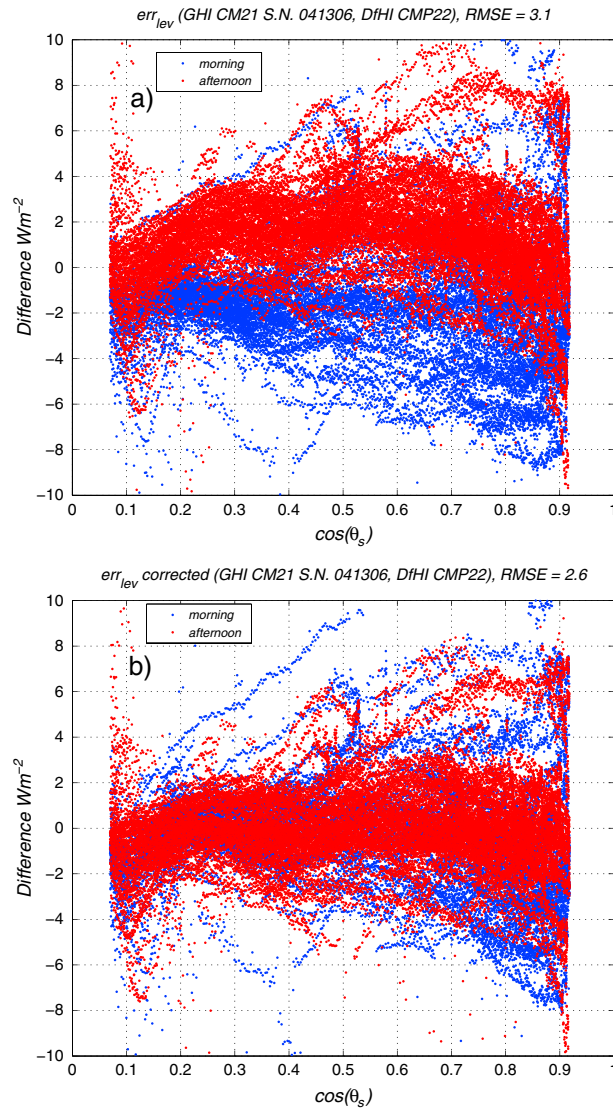 err_lev (GHI CM21 S.N. 041306, DfHI CMP22), RMSE = 3.1
morning
afternoon
a)
10
8
6
4
2
0
−2
−4
−6
−8
−10
Difference Wm⁻²
0 0.1 0.2 0.3 0.4 0.5 0.6 0.7 0.8 0.9 1
cos(θ_s)
err_lev corrected (GHI CM21 S.N. 041306, DfHI CMP22), RMSE = 2.6
morning
afternoon
b)
10
8
6
4
2
0
−2
−4
−6
−8
−10
Difference Wm⁻²
0 0.1 0.2 0.3 0.4 0.5 0.6 0.7 0.8 0.9 1
cos(θ_s)